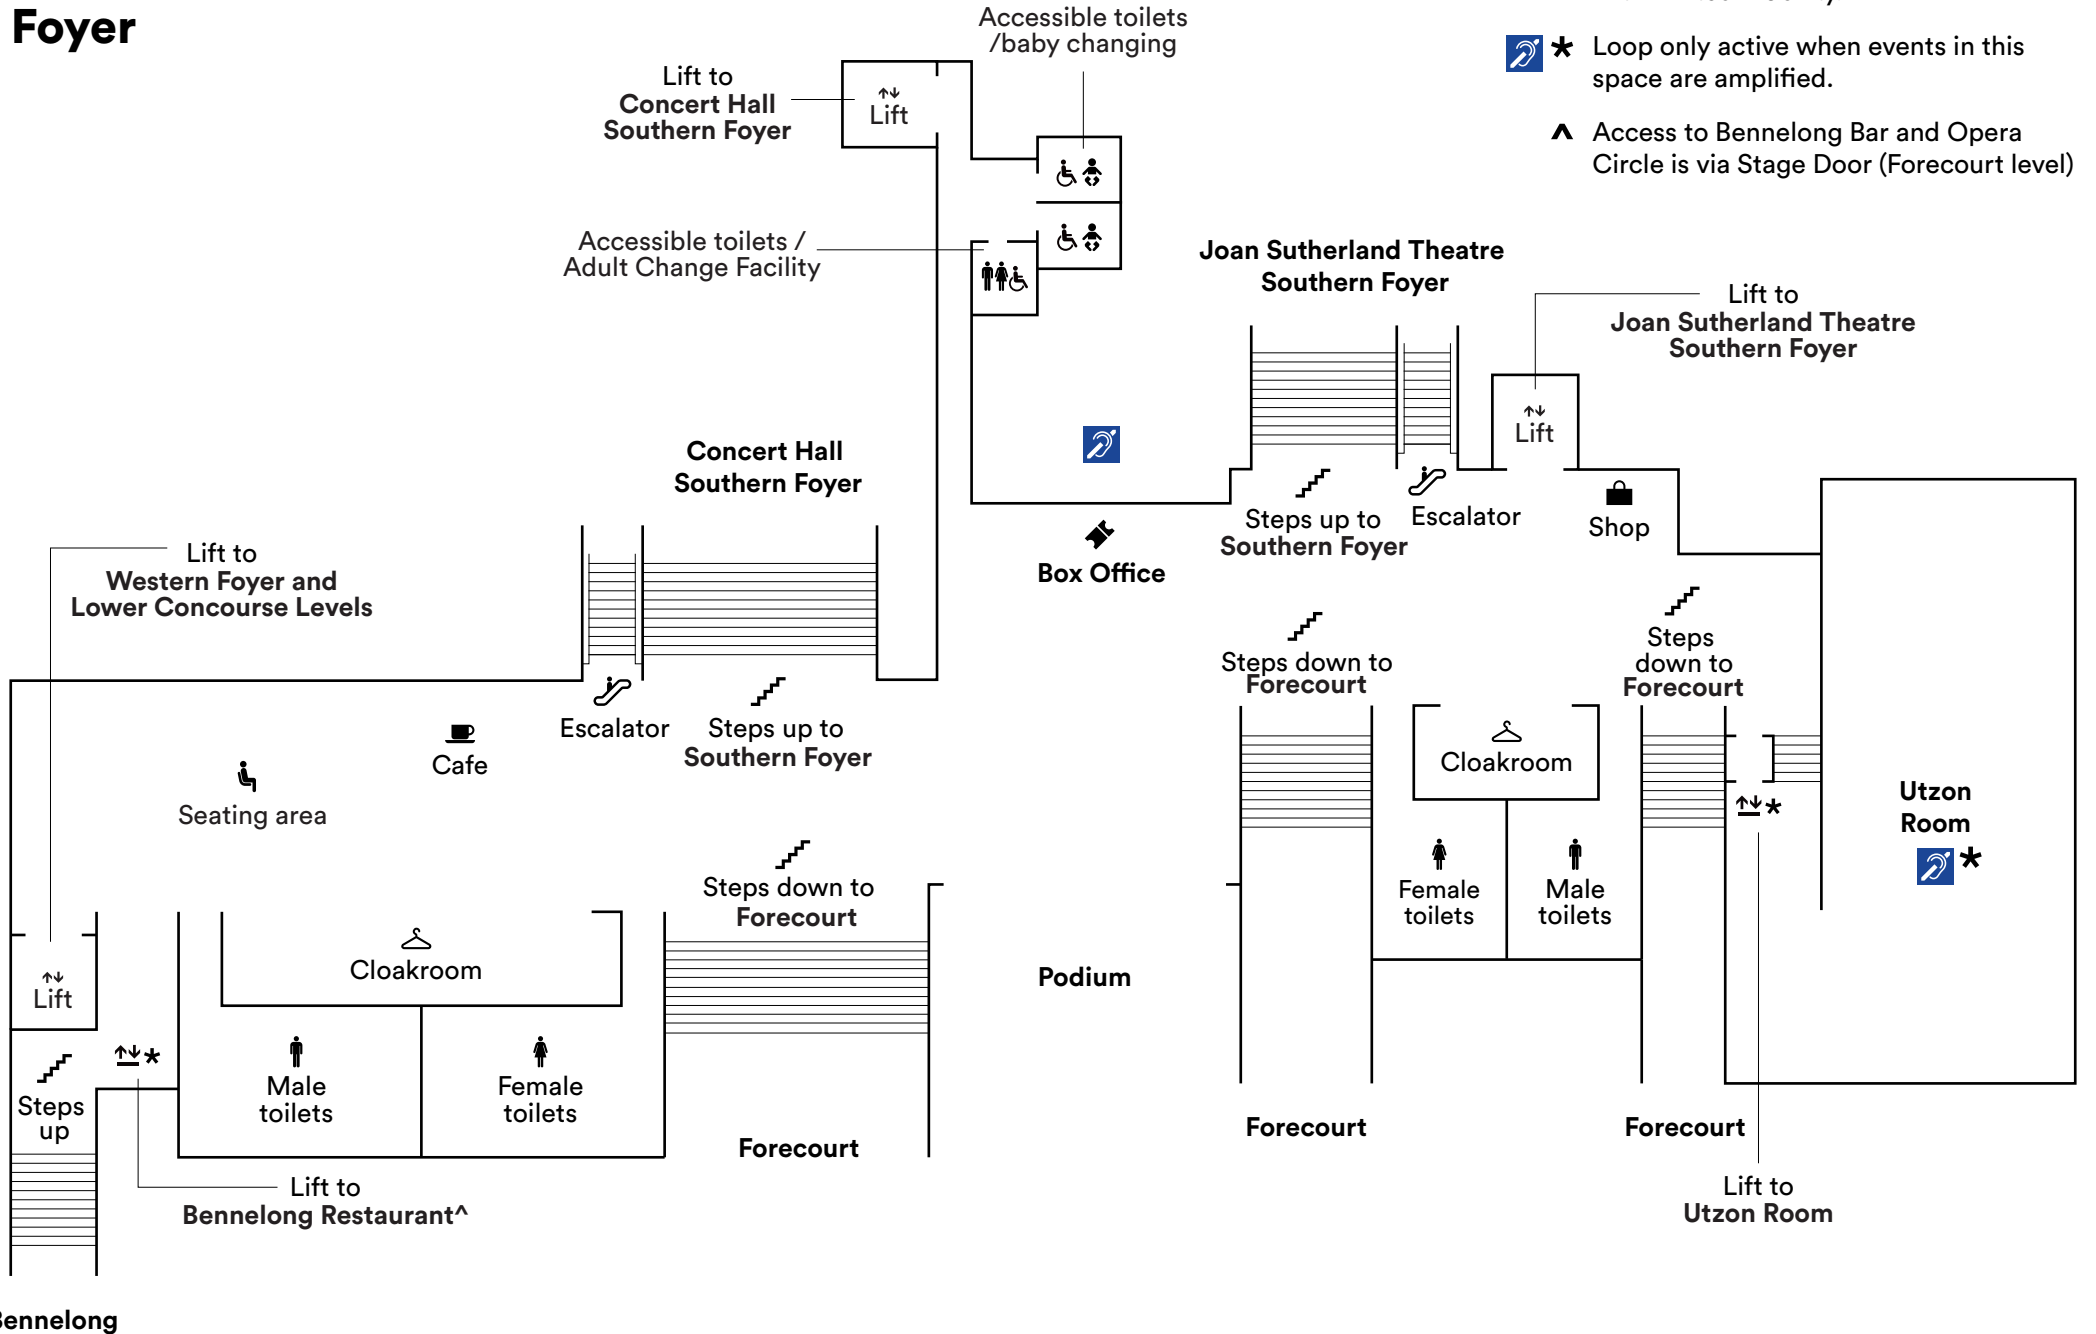 Foyer
Accessible toilets
/baby changing
Loop only active when events in this
space are amplified.
^ Access to Bennelong Bar and Opera
Circle is via Stage Door (Forecourt level)
Lift to
Concert Hall
Southern Foyer
Lift
Accessible toilets /
Adult Change Facility
Joan Sutherland Theatre
Southern Foyer
Lift to
Joan Sutherland Theatre
Southern Foyer
Lift
Concert Hall
Southern Foyer
Steps up to
Southern Foyer
Escalator
Shop
Box Office
Lift to
Western Foyer and
Lower Concourse Levels
Steps down to
Forecourt
Steps
down to
Forecourt
Escalator
Steps up to
Southern Foyer
Cafe
Seating area
Cloakroom
Utzon
Room
*
*
Steps down to
Forecourt
Female
toilets
Male
toilets
Cloakroom
Lift
Podium
*
Steps
up
Male
toilets
Female
toilets
Forecourt
Forecourt
Forecourt
Lift to
Bennelong Restaurant^
Lift to
Utzon Room
Bennelong